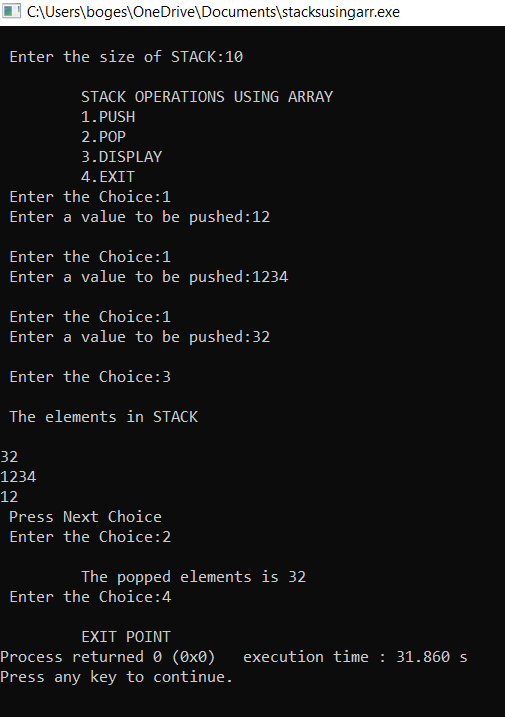 C:\Users\boges\OneDrive\Documents\stacksusingarr.exe
Enter the size of STACK:10
STACK OPERATIONS USING ARRAY
1.PUSH
2.POP
3.DISPLAY
4.EXIT
Enter the Choice:1
Enter a value to be pushed:12
Enter the Choice:1
Enter a value to be pushed:1234
Enter the Choice:1
Enter a value to be pushed:32
Enter the Choice:3
The elements in STACK
32
1234
12
Press Next Choice
Enter the Choice:2
The popped elements is 32
Enter the Choice:4
EXIT POINT
Process returned 0 (0x0)   execution time : 31.860 s
Press any key to continue.